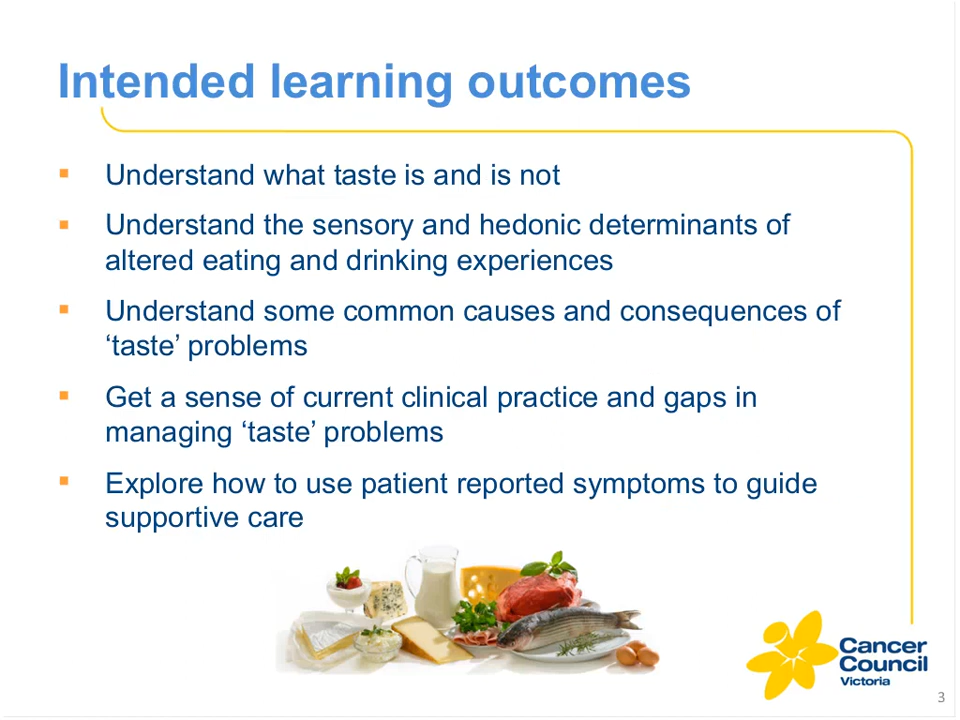 Intended learning outcomes
▪ Understand what taste is and is not
▪ Understand the sensory and hedonic determinants of
altered eating and drinking experiences
▪ Understand some common causes and consequences of
‘taste’ problems
▪ Get a sense of current clinical practice and gaps in
managing ‘taste’ problems
▪ Explore how to use patient reported symptoms to guide
supportive care
Cancer
Council
Victoria
3